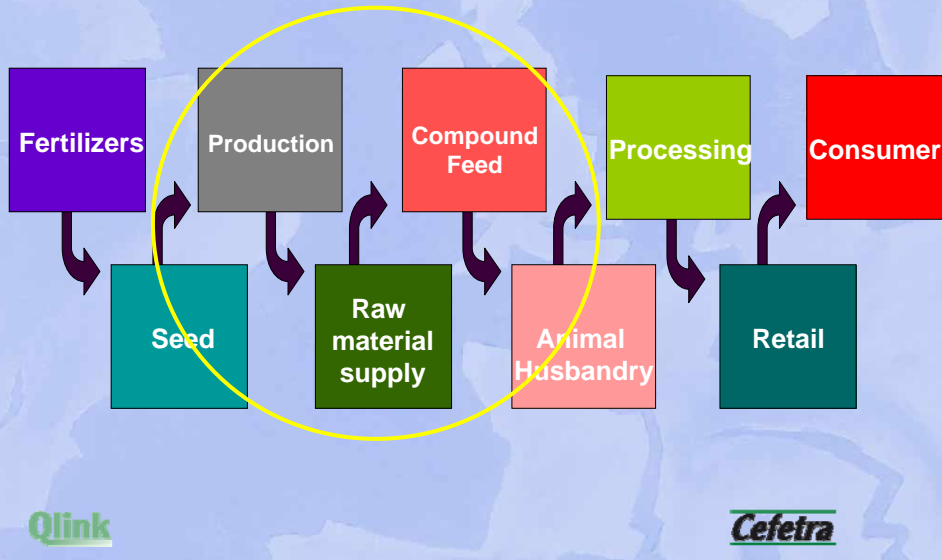 Fertilizers
Production
Compound
Feed
Processing
Consumer
Seed
Raw
material
supply
Animal
Husbandry
Retail
Qlink
Cefetra